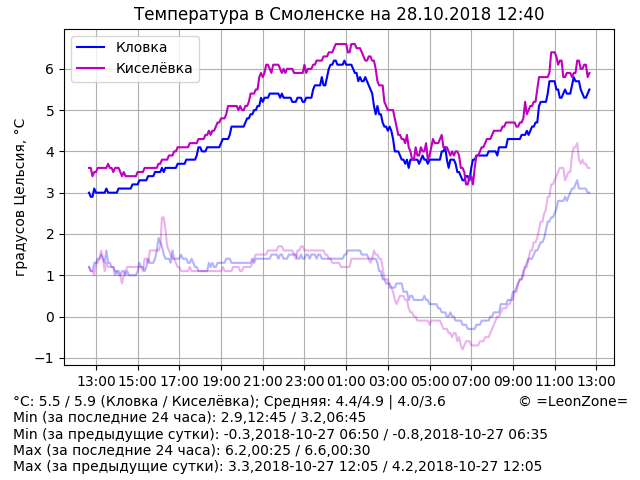 Температура в Смоленске на 28.10.2018 12:40
Кловка
Киселёвка
градусов Цельсия, °C
6
5
4
3
2
1
0
−1
13:00 15:00 17:00 19:00 21:00 23:00 01:00 03:00 05:00 07:00 09:00 11:00 13:00
°C: 5.5 / 5.9 (Кловка / Киселёвка); Средняя: 4.4/4.9 | 4.0/3.6 © =LeonZone=
Min (за последние 24 часа): 2.9,12:45 / 3.2,06:45
Min (за предыдущие сутки): -0.3,2018-10-27 06:50 / -0.8,2018-10-27 06:35
Max (за последние 24 часа): 6.2,00:25 / 6.6,00:30
Max (за предыдущие сутки): 3.3,2018-10-27 12:05 / 4.2,2018-10-27 12:05